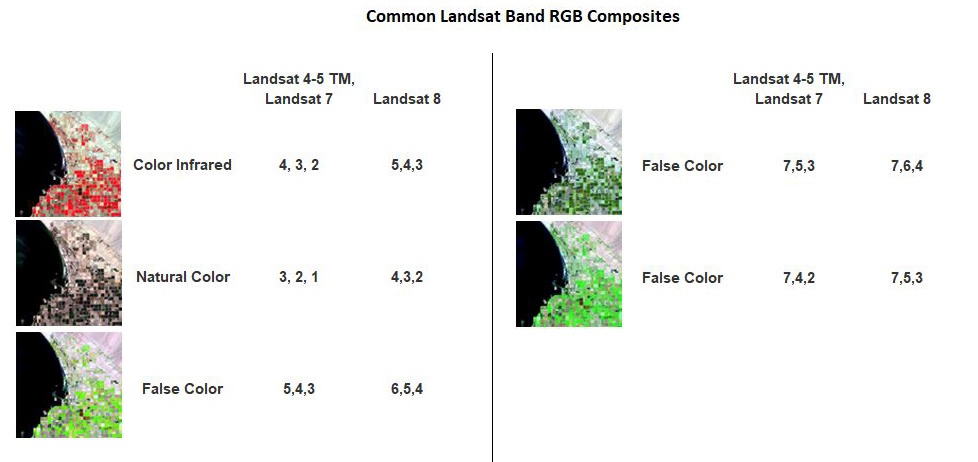 Common Landsat Band RGB Composites
Landsat 4-5 TM,
Landsat 7 Landsat 8
Color Infrared 4, 3, 2 5,4,3
Natural Color 3, 2, 1 4,3,2
False Color 5,4,3 6,5,4
Landsat 4-5 TM,
Landsat 7 Landsat 8
False Color 7,5,3 7,6,4
False Color 7,4,2 7,5,3